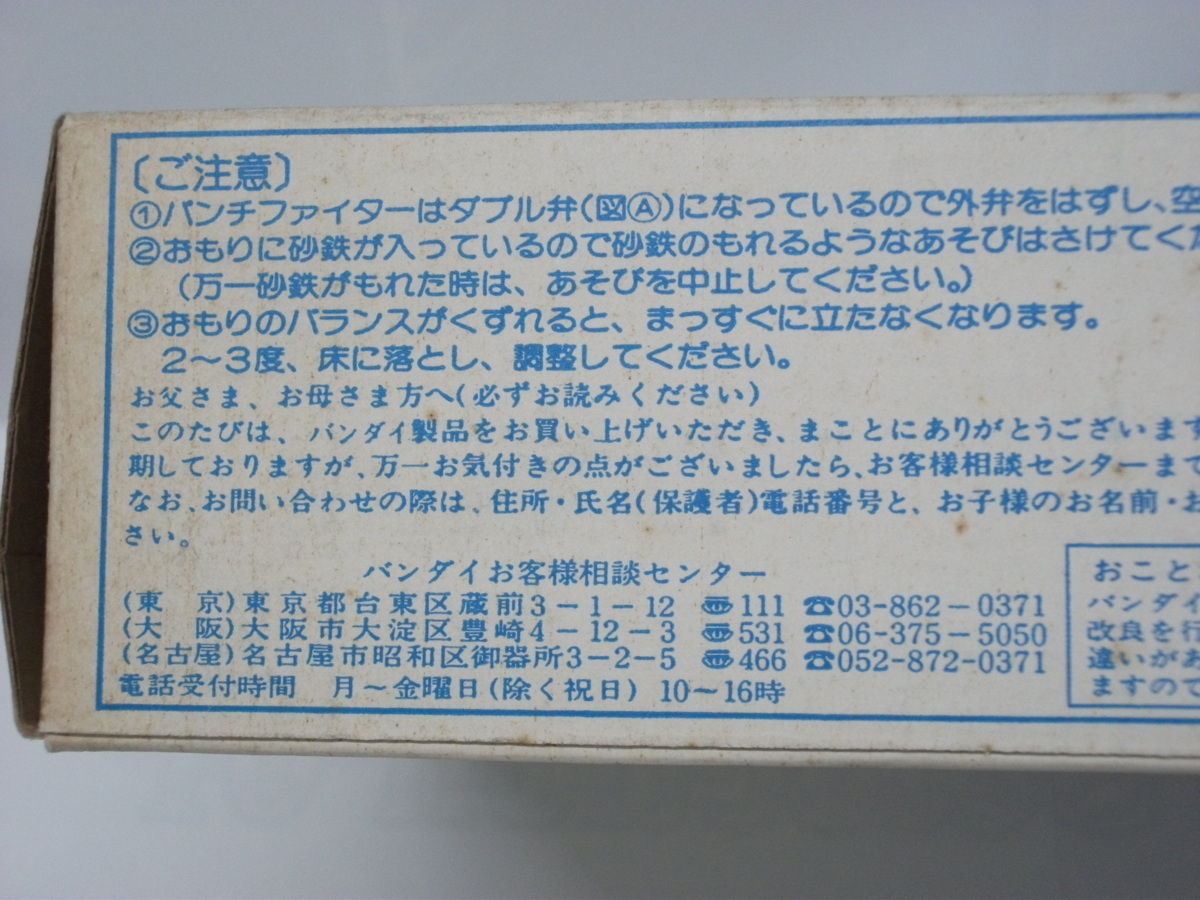 〔ご注意〕
①パンチファイターはダブル弁(図Ⓐ)になっているので外弁をはずし、空
②おもりに砂鉄が入っているので砂鉄のもれるようなあそびはさけてくだ
(万一砂鉄がもれた時は、あそびを中止してください。)
③おもりのバランスがくずれると、まっすぐに立たなくなります。
2〜3度、床に落とし、調整してください。
お父さま、お母さま方へ(必ずお読みください)
このたびは、バンダイ製品をお買い上げいただき、まことにありがとうございます
期しておりますが、万一お気付きの点がございましたら、お客様相談センターまで
なお、お問い合わせの際は、住所・氏名(保護者)電話番号と、お子様のお名前・お
さい。
バンダイお客様相談センター
(東 京)東京都台東区蔵前3-1-12 〠111 ☎03-862-0371
(大 阪)大阪市大淀区豊崎4-12-3 〠531 ☎06-375-5050
(名古屋)名古屋市昭和区御器所3-2-5 〠466 ☎052-872-0371
電話受付時間 月〜金曜日(除く祝日) 10〜16時
おこと
バンダイ
改良を行
違いがあ
ますので